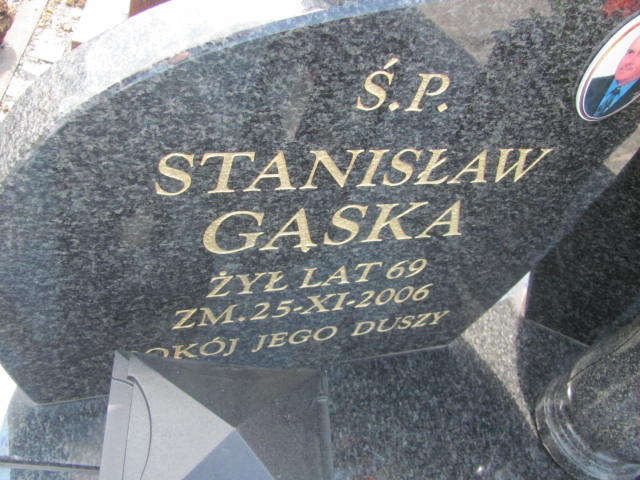 Ś.P.
STANISŁAW
GĄSKA
ŻYŁ LAT 69
ZM. 25-XI-2006
OKÓJ JEGO DUSZY